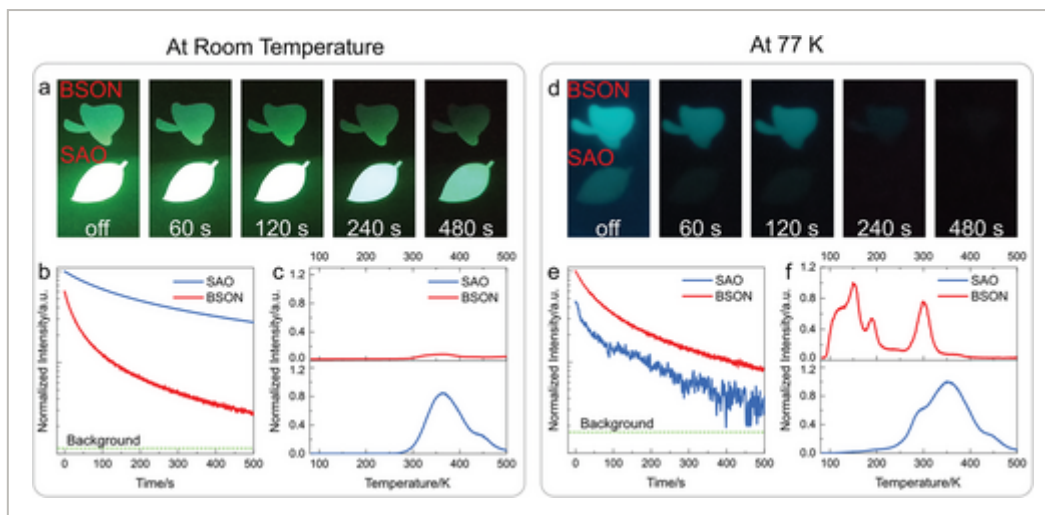 At Room Temperature
At 77 K
a
BSON
SAO
off
60 s
120 s
240 s
480 s
d
BSON
SAO
off
60 s
120 s
240 s
480 s
b
SAO
BSON
Background
Normalized Intensity/a.u.
0 100 200 300 400 500
Time/s
c
100 200 300 400 500
1.2
0.8
0.4
0.0
SAO
BSON
1.2
0.8
0.4
0.0
Normalized Intensity/a.u.
100 200 300 400 500
Temperature/K
e
SAO
BSON
Background
Normalized Intensity/a.u.
0 100 200 300 400 500
Time/s
f
100 200 300 400 500
1.2
0.8
0.4
0.0
SAO
BSON
1.2
0.8
0.4
0.0
Normalized Intensity/a.u.
100 200 300 400 500
Temperature/K